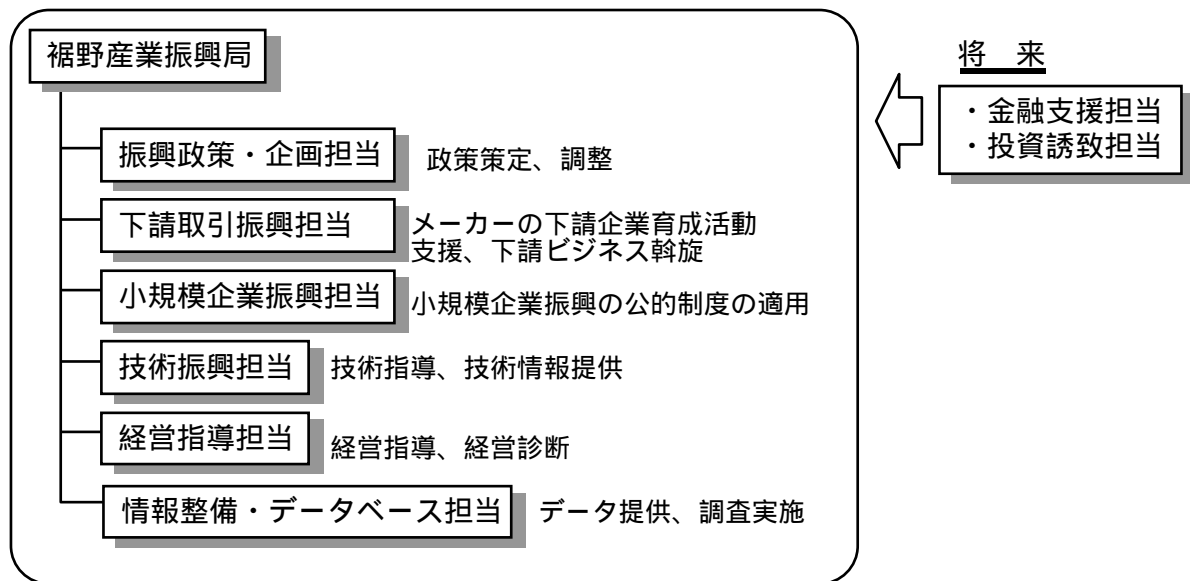 裾野産業振興局
将　来
・金融支援担当
・投資誘致担当
振興政策・企画担当
政策策定、調整
下請取引振興担当
メーカーの下請企業育成活動
支援、下請ビジネス斡旋
小規模企業振興担当
小規模企業振興の公的制度の適用
技術振興担当
技術指導、技術情報提供
経営指導担当
経営指導、経営診断
情報整備・データベース担当
データ提供、調査実施